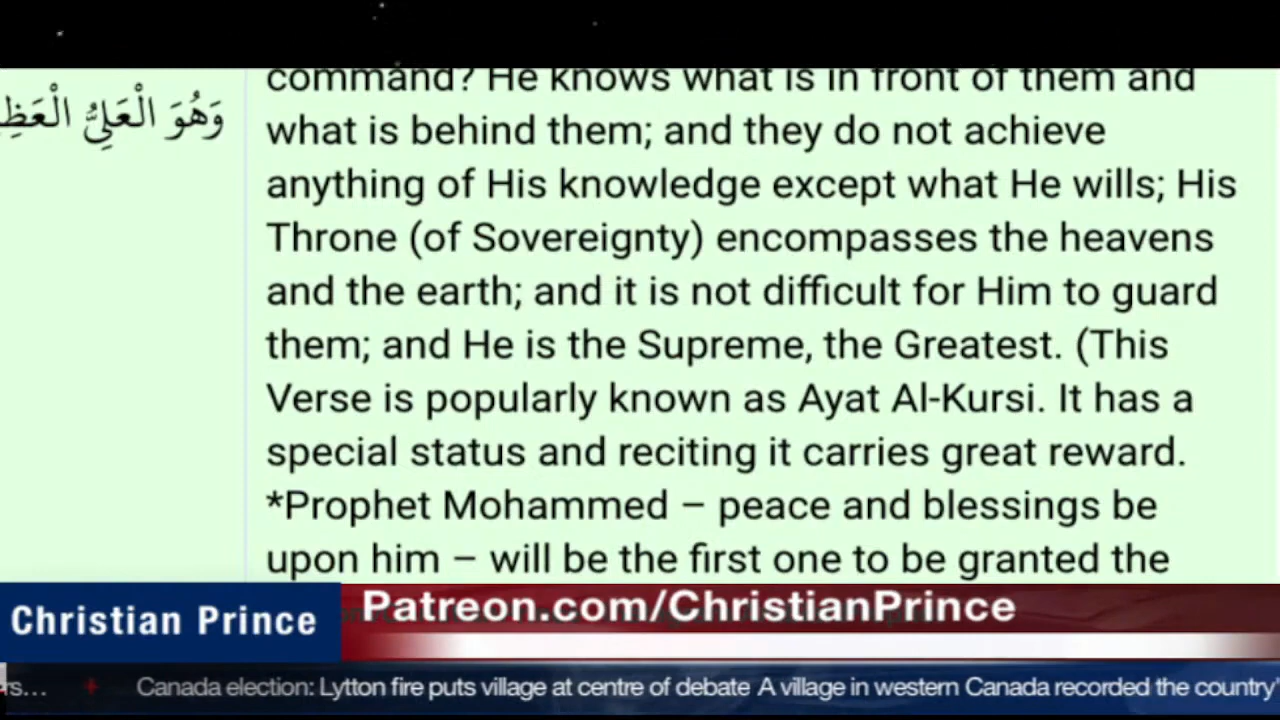 وَهُوَ الْعَلِيُّ
command? He knows what is in front of them and
what is behind them; and they do not achieve
anything of His knowledge except what He wills; His
Throne (of Sovereignty) encompasses the heavens
and the earth; and it is not difficult for Him to guard
them; and He is the Supreme, the Greatest. (This
Verse is popularly known as Ayat Al-Kursi. It has a
special status and reciting it carries great reward.
*Prophet Mohammed – peace and blessings be
upon him – will be the first one to be granted the
Christian Prince
Patreon.com/ChristianPrince
Canada election: Lytton fire puts village at centre of debate A village in western Canada recorded the country'